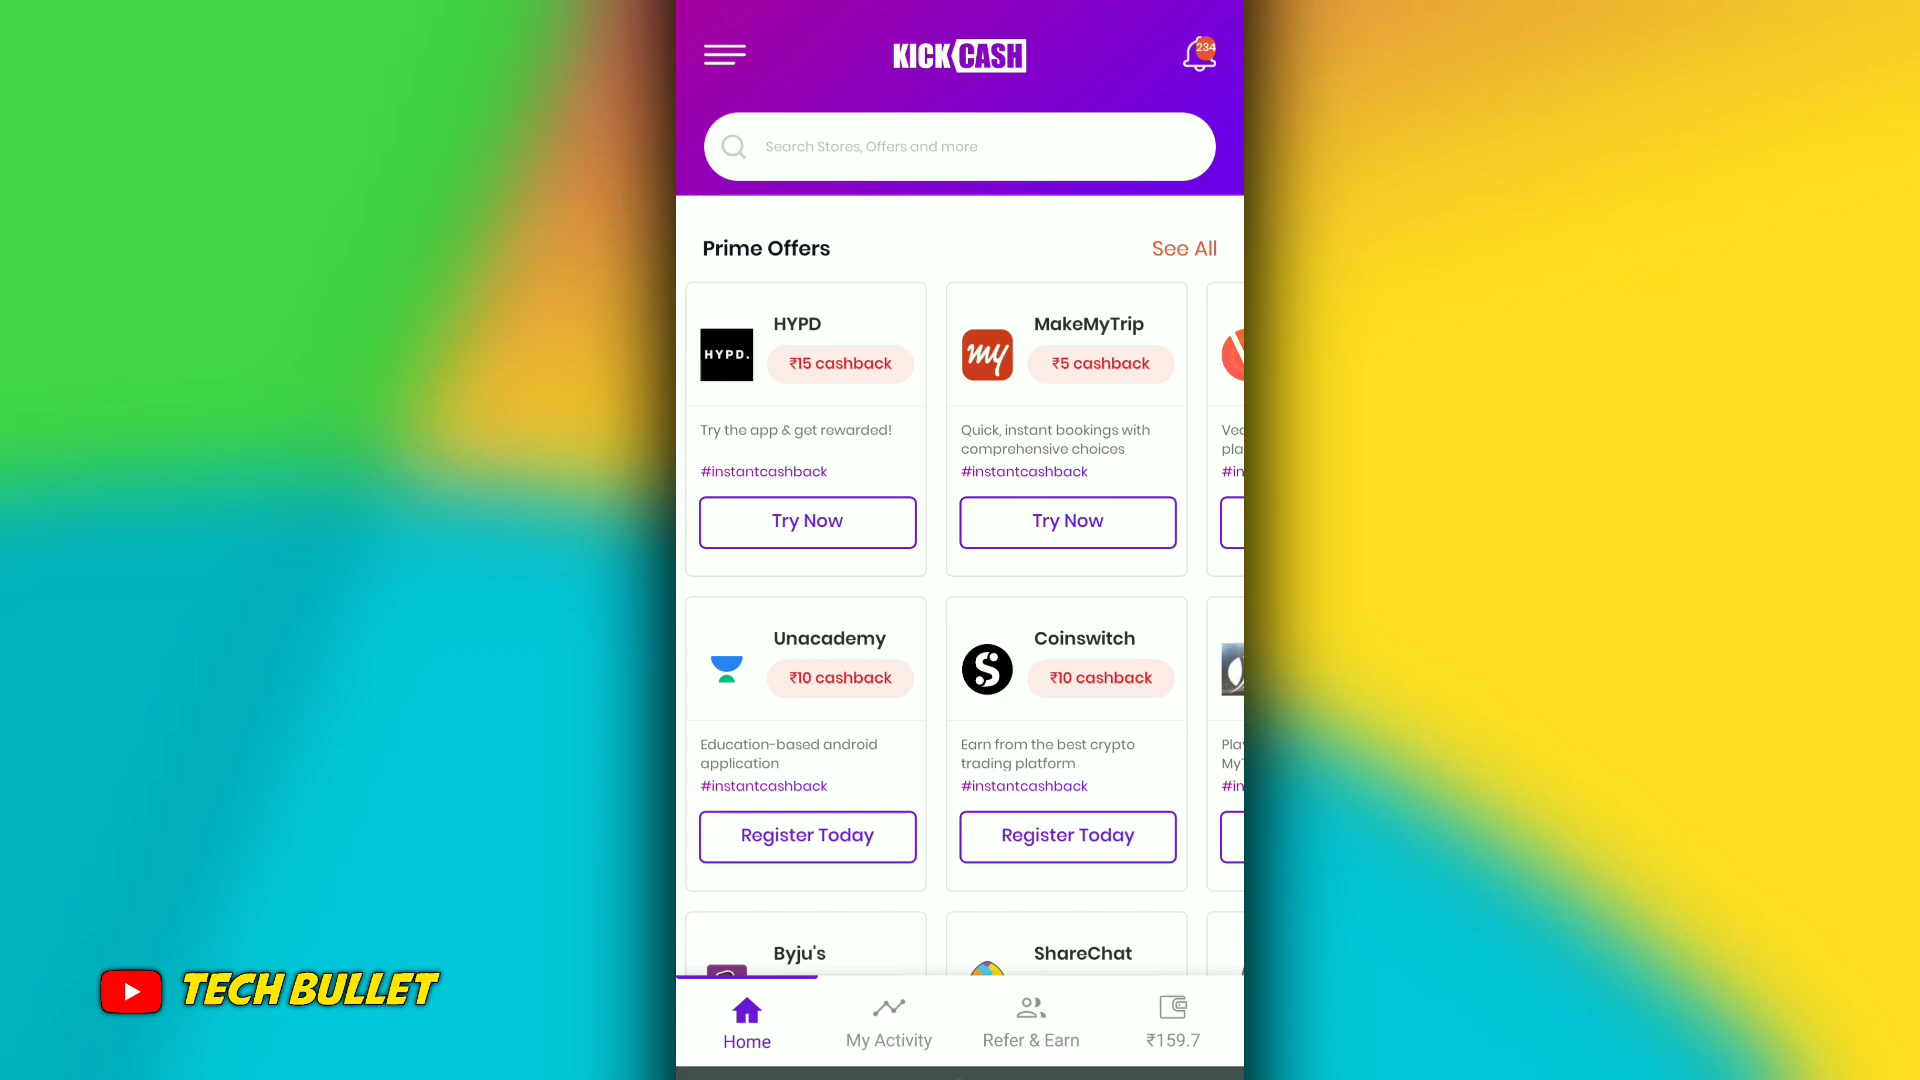 KICK CASH
234
Search Stores, Offers and more
Prime Offers
See All
HYPD
HYPD.
₹15 cashback
Try the app & get rewarded!
#instantcashback
Try Now
MakeMyTrip
my
₹5 cashback
Quick, instant bookings with
comprehensive choices
#instantcashback
Try Now
Unacademy
₹10 cashback
Education-based android
application
#instantcashback
Register Today
Coinswitch
₹10 cashback
Earn from the best crypto
trading platform
#instantcashback
Register Today
Byju's
ShareChat
Home
My Activity
Refer & Earn
₹159.7
TECH BULLET